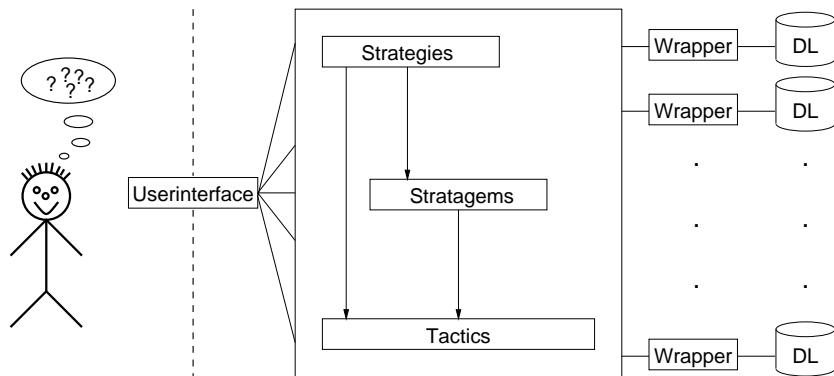 ? ? ? ? ?
Userinterface
Strategies
Stratagems
Tactics
Wrapper
DL
Wrapper
DL
Wrapper
DL